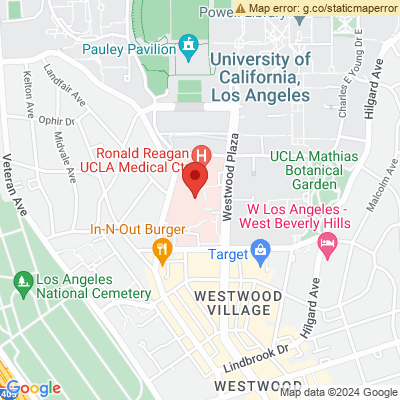 Map error: g.co/staticmaperror
Powell Library
Pauley Pavilion
University of
California,
Los Angeles
Kelton Ave
Landfair Ave
Ophir Dr
Midvale Ave
Charles E Young Dr E
Hilgard Ave
Westwood Plaza
Ronald Reagan
UCLA Medical Ctr
H
UCLA Mathias
Botanical
Garden
Malcolm Ave
Veteran Ave
W Los Angeles -
West Beverly Hills
In-N-Out Burger
Target
Los Angeles
National Cemetery
WESTWOOD
VILLAGE
Hilgard Ave
Lindbrook Dr
WESTWOOD
405
Google
Map data ©2024 Google